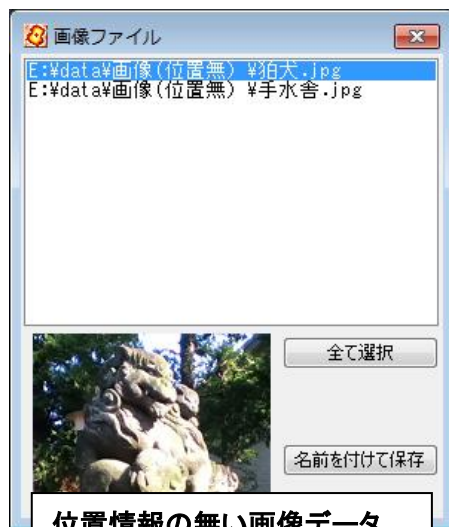 画像ファイル
E:¥data¥画像(位置無) ¥狛犬.jpg
E:¥data¥画像(位置無) ¥手水舎.jpg
全て選択
名前を付けて保存
位置情報の無い画像データ